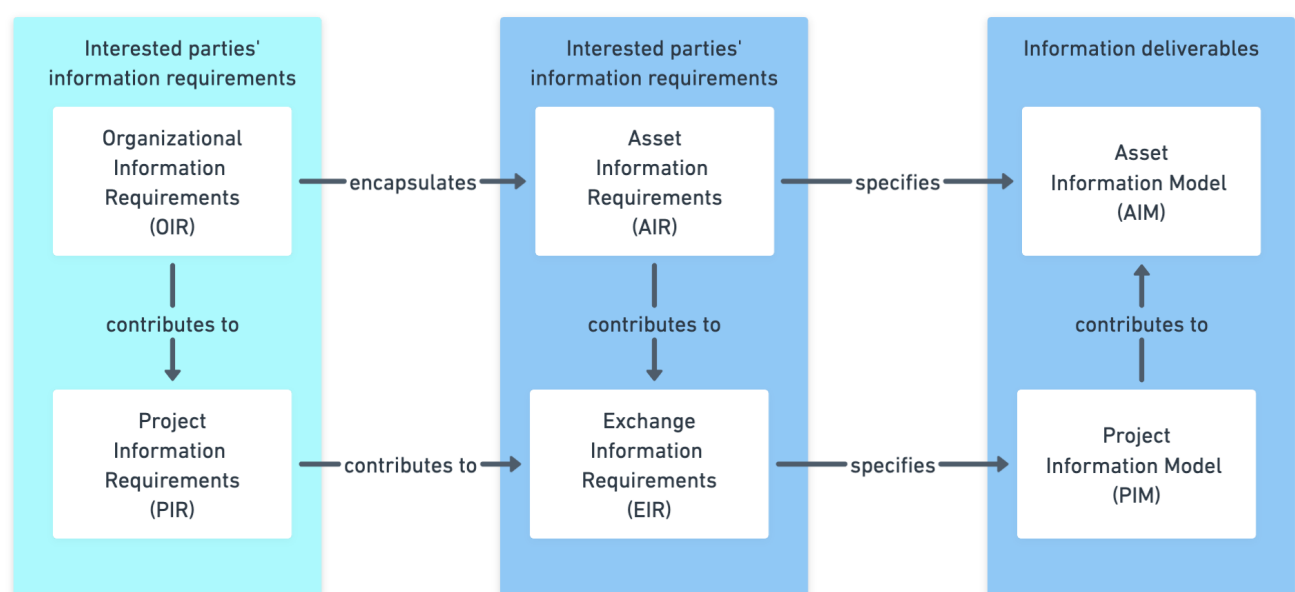 Interested parties'
information requirements
Organizational
Information
Requirements
(OIR)
encapsulates
contributes to
Project
Information
Requirements
(PIR)
contributes to
Interested parties'
information requirements
Asset
Information
Requirements
(AIR)
specifies
contributes to
Exchange
Information
Requirements
(EIR)
specifies
Information deliverables
Asset
Information Model
(AIM)
contributes to
Project
Information Model
(PIM)